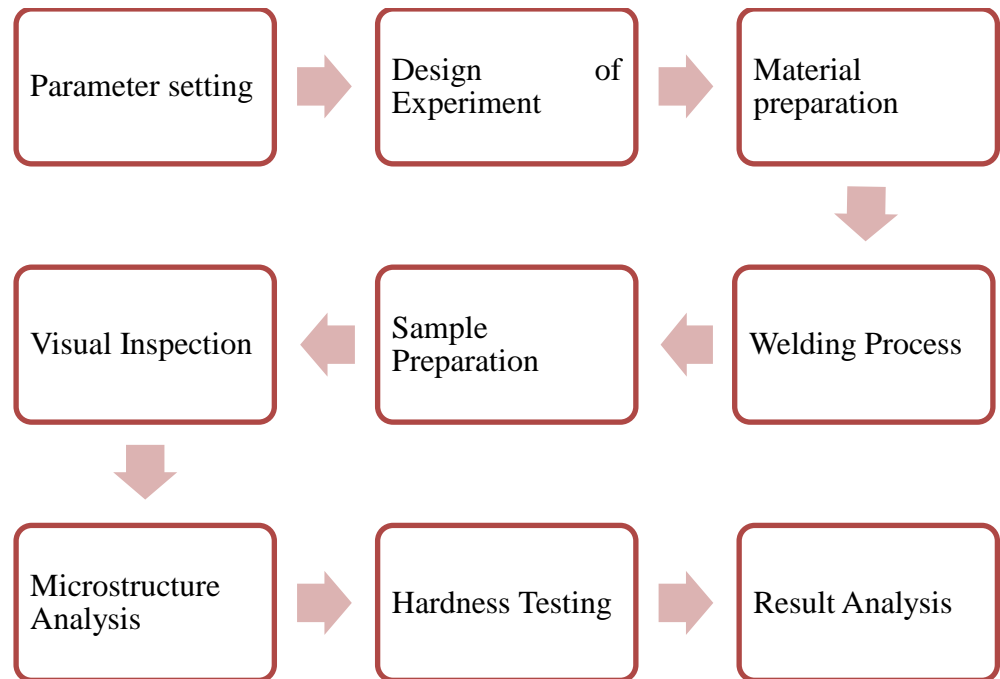 Parameter setting
Design of
Experiment
Material
preparation
Welding Process
Sample
Preparation
Visual Inspection
Microstructure
Analysis
Hardness Testing
Result Analysis